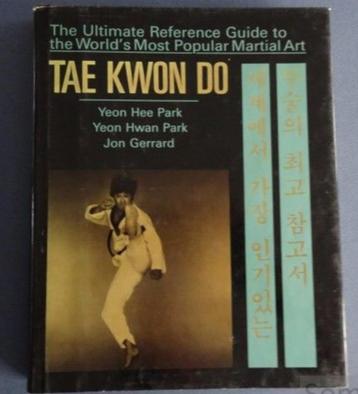 The Ultimate Reference Guide to
the World's Most Popular Martial Art
TAE KWON DO
Yeon Hee Park
Yeon Hwan Park
Jon Gerrard
세계에서 가장 인기있는
무술의 최고 참고서